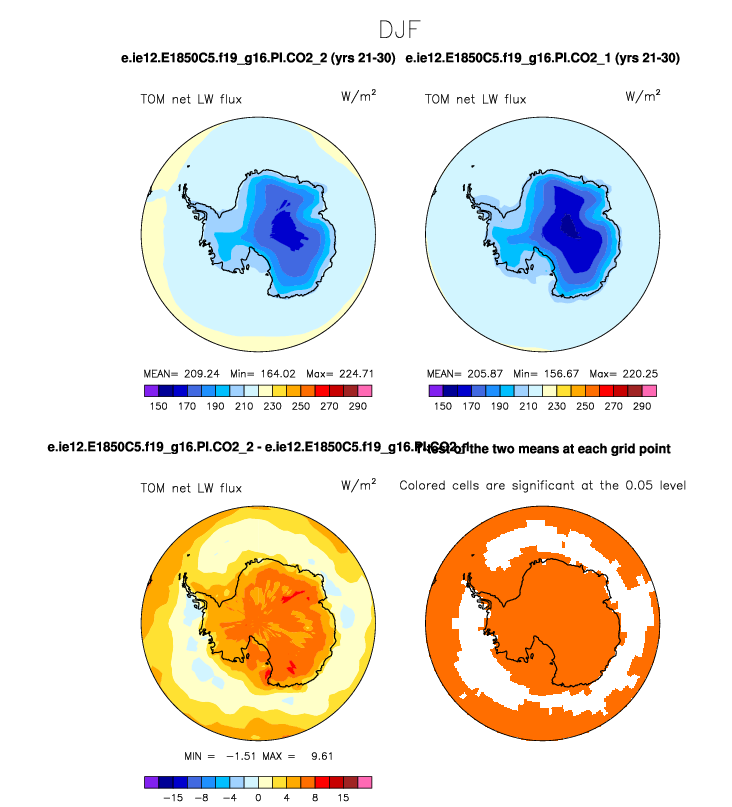 DJF
e.ie12.E1850C5.f19_g16.PI.CO2_2 (yrs 21-30) e.ie12.E1850C5.f19_g16.PI.CO2_1 (yrs 21-30)
TOM net LW flux W/m² TOM net LW flux W/m²
MEAN= 209.24 Min= 164.02 Max= 224.71 MEAN= 205.87 Min= 156.67 Max= 220.25
150 170 190 210 230 250 270 290 150 170 190 210 230 250 270 290
e.ie12.E1850C5.f19_g16.PI.CO2_2 - e.ie12.E1850C5.f19_g16.PI.CO2_1 T-test of the two means at each grid point
TOM net LW flux W/m² Colored cells are significant at the 0.05 level
MIN = -1.51 MAX = 9.61
-15 -8 -4 0 4 8 15